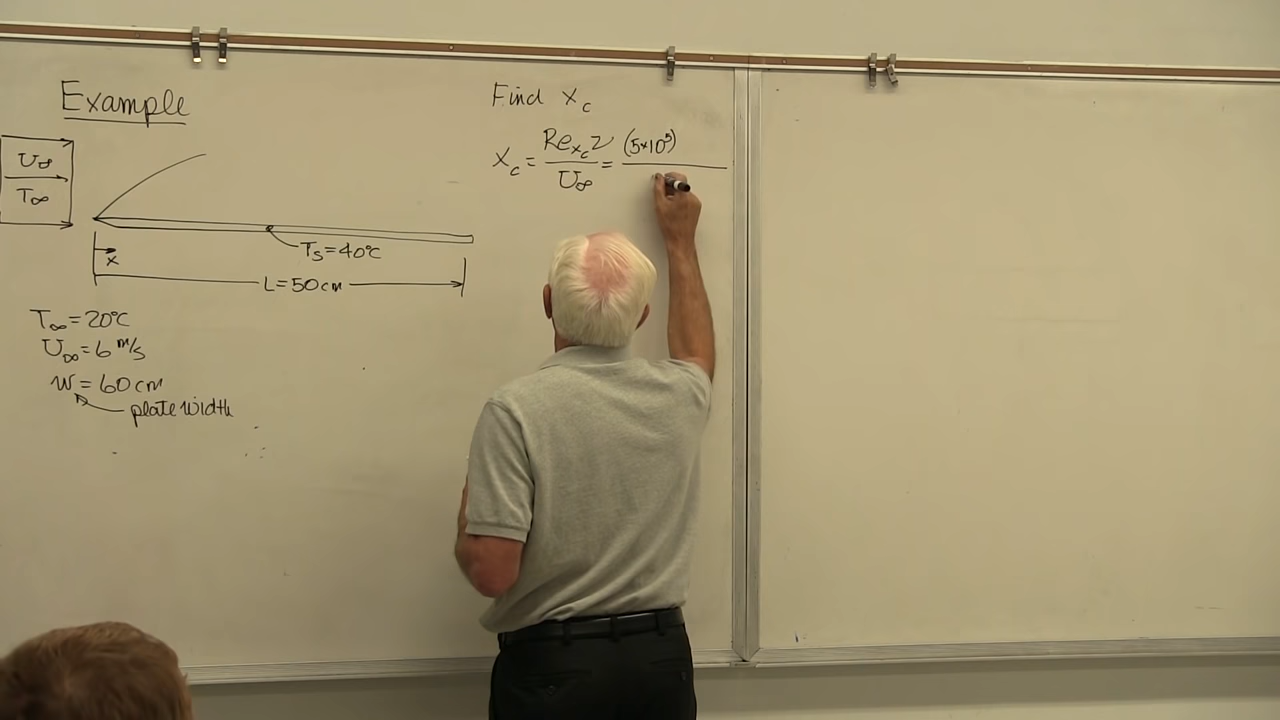 Example
U∞
T∞
x
Ts=40°C
L=50cm
T∞=20°C
U∞=6 m/s
w=60cm
plate width
Find Xc
Xc = Rexc ν / U∞ = (5×10⁵)